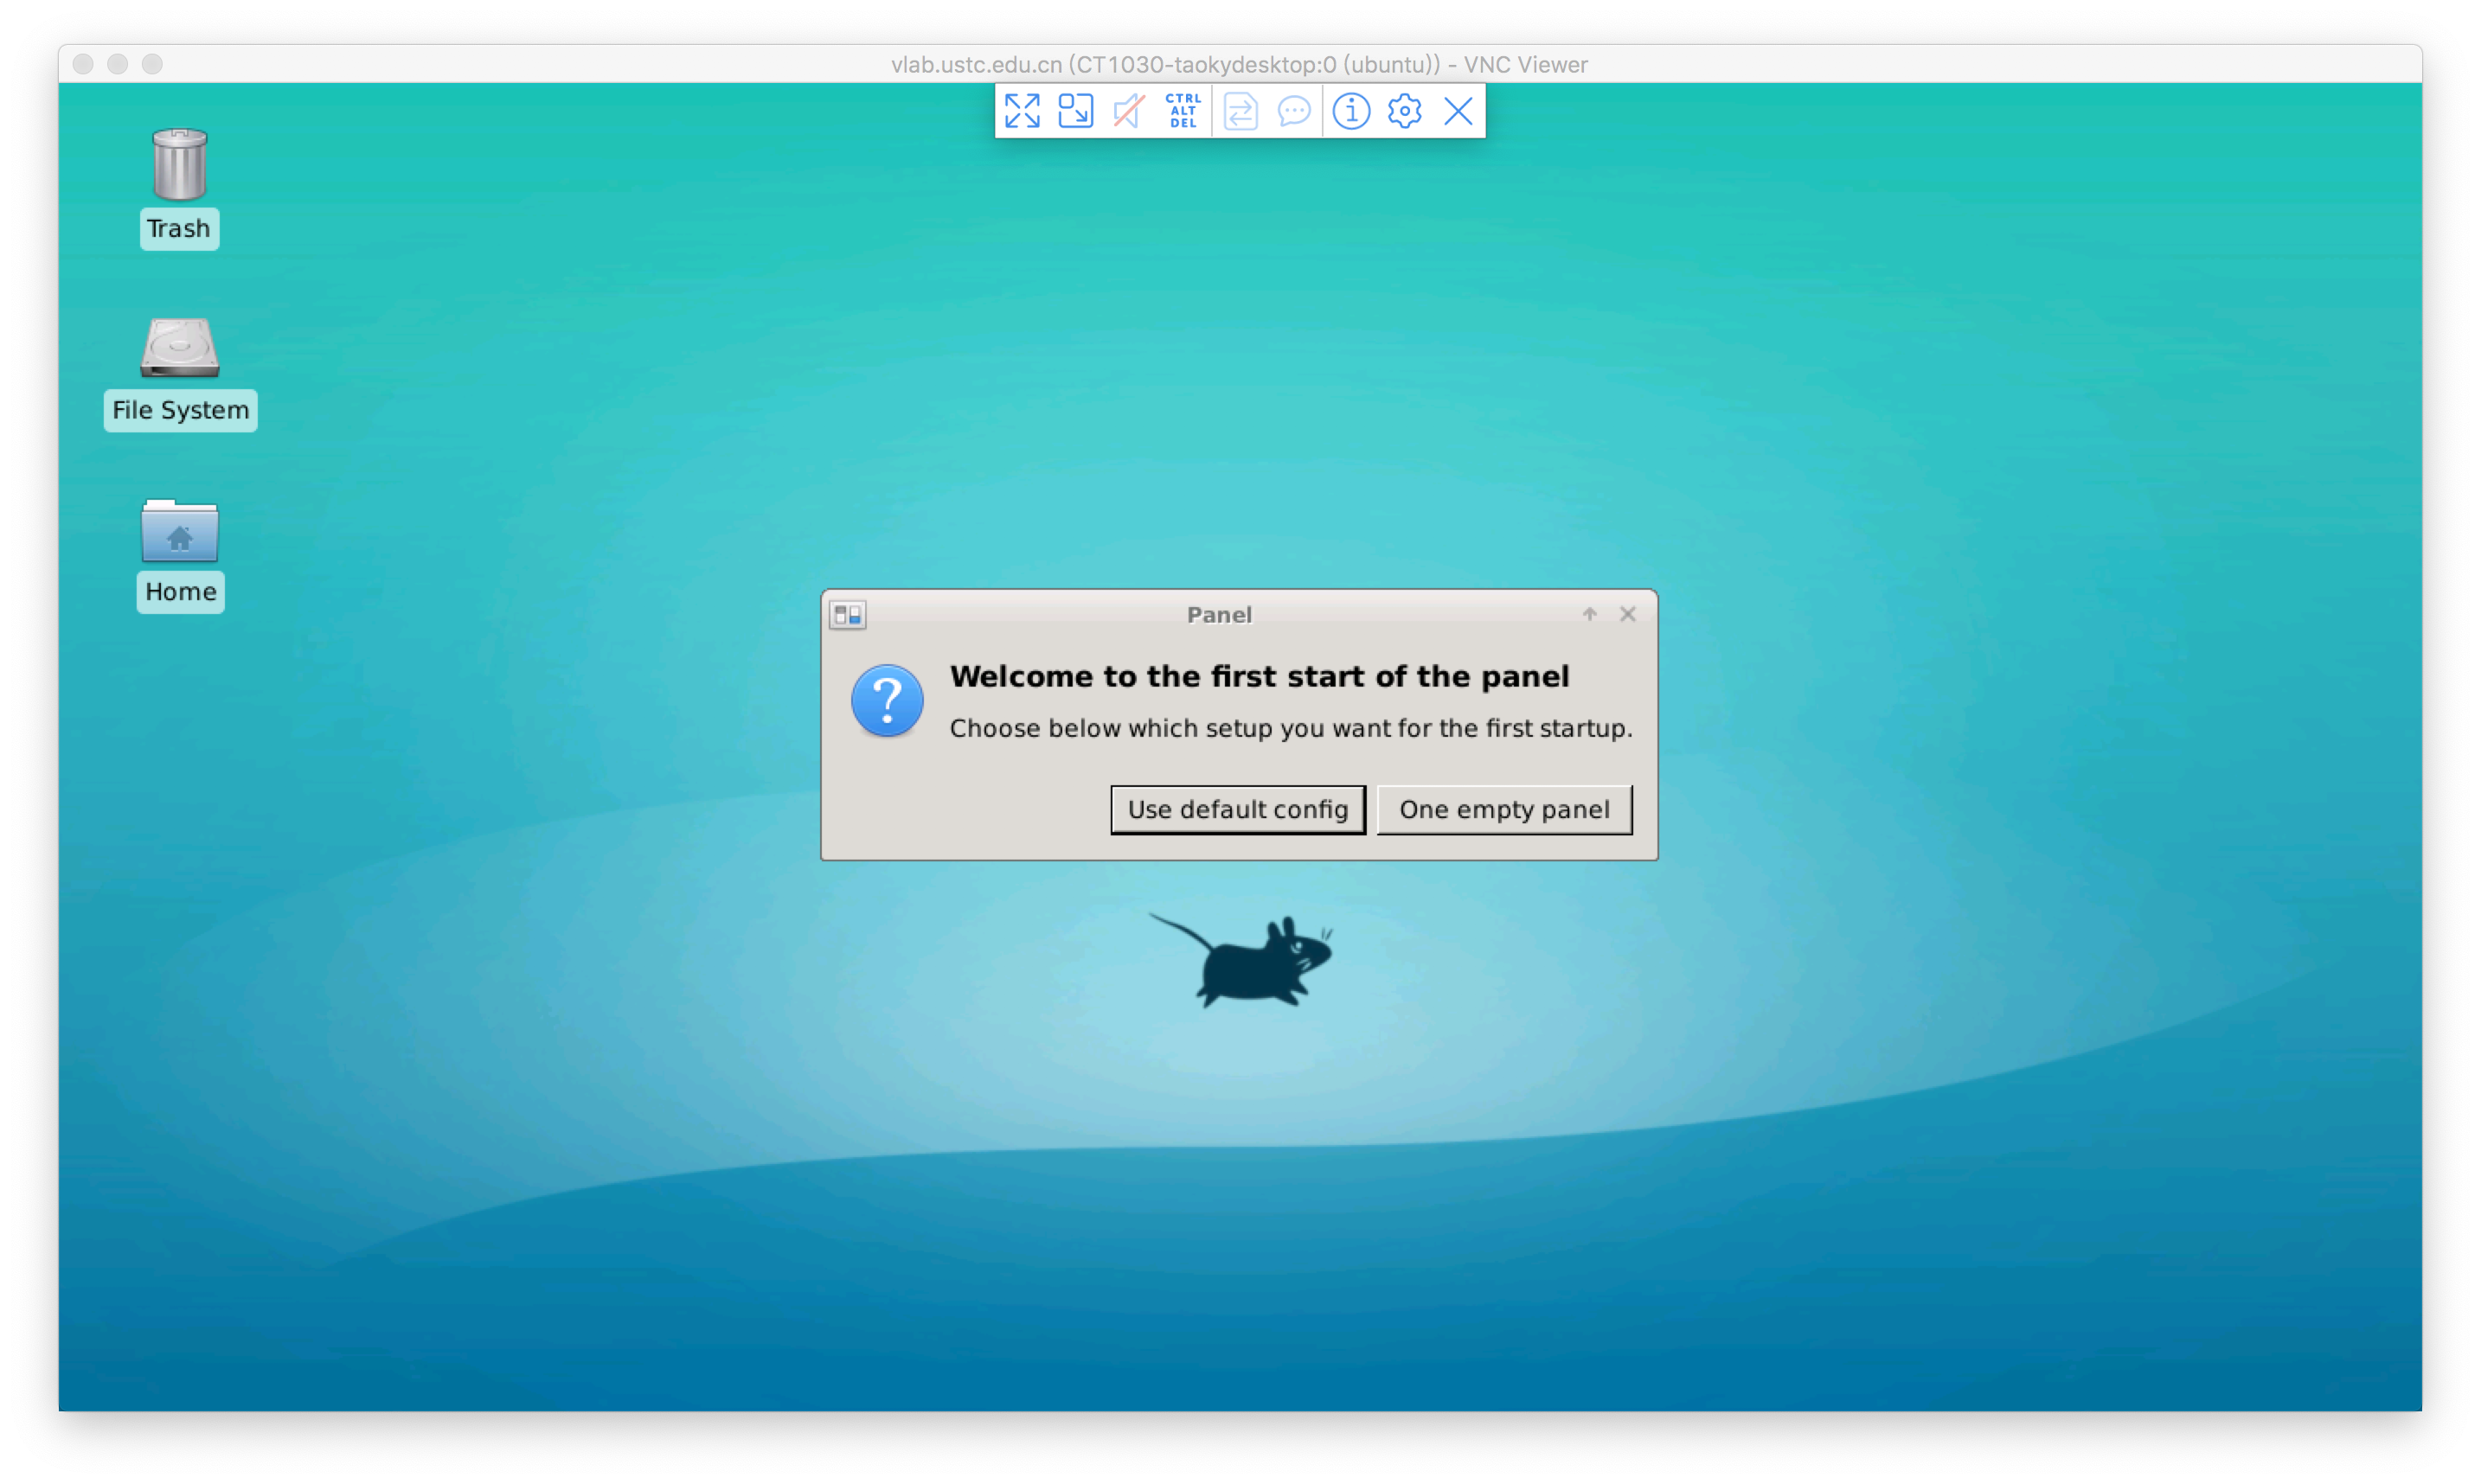 vlab.ustc.edu.cn (CT1030-taokydesktop:0 (ubuntu)) - VNC Viewer
CTRL
ALT
DEL
Trash
File System
Home
Panel
Welcome to the first start of the panel
Choose below which setup you want for the first startup.
Use default config One empty panel